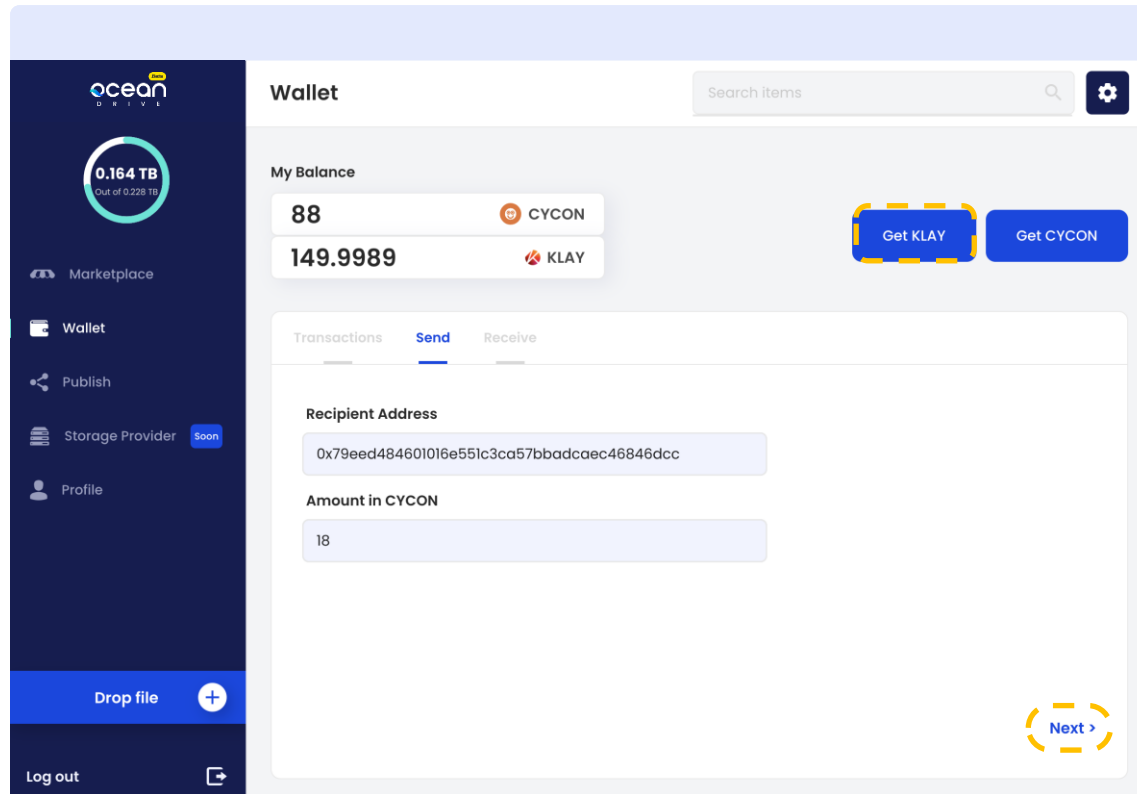 Beta
ocean
DRIVE
0.164 TB
Out of 0.228 TB
Marketplace
Wallet
Publish
Storage Provider Soon
Profile
Drop file
Log out
Wallet
Search items
My Balance
88 CYCON
149.9989 KLAY
Get KLAY
Get CYCON
Transactions Send Receive
Recipient Address
0x79eed484601016e551c3ca57bbadcaec46846dcc
Amount in CYCON
18
Next >